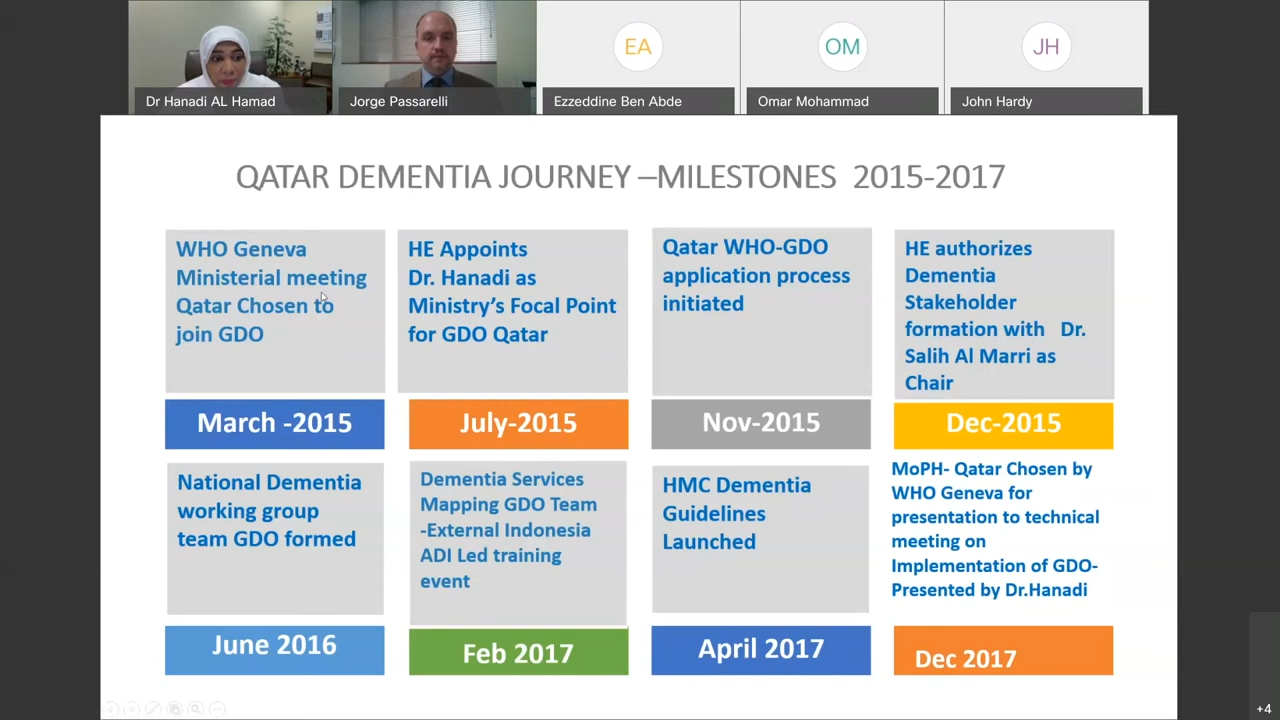 EA
OM
JH
Dr Hanadi AL Hamad
Jorge Passarelli
Ezzeddine Ben Abde
Omar Mohammad
John Hardy
QATAR DEMENTIA JOURNEY –MILESTONES 2015-2017
WHO Geneva
Ministerial meeting
Qatar Chosen to
join GDO
March -2015
HE Appoints
Dr. Hanadi as
Ministry's Focal Point
for GDO Qatar
July-2015
Qatar WHO-GDO
application process
initiated
Nov-2015
HE authorizes
Dementia
Stakeholder
formation with Dr.
Salih Al Marri as
Chair
Dec-2015
National Dementia
working group
team GDO formed
June 2016
Dementia Services
Mapping GDO Team
-External Indonesia
ADI Led training
event
Feb 2017
HMC Dementia
Guidelines
Launched
April 2017
MoPH- Qatar Chosen by
WHO Geneva for
presentation to technical
meeting on
Implementation of GDO-
Presented by Dr.Hanadi
Dec 2017
+4